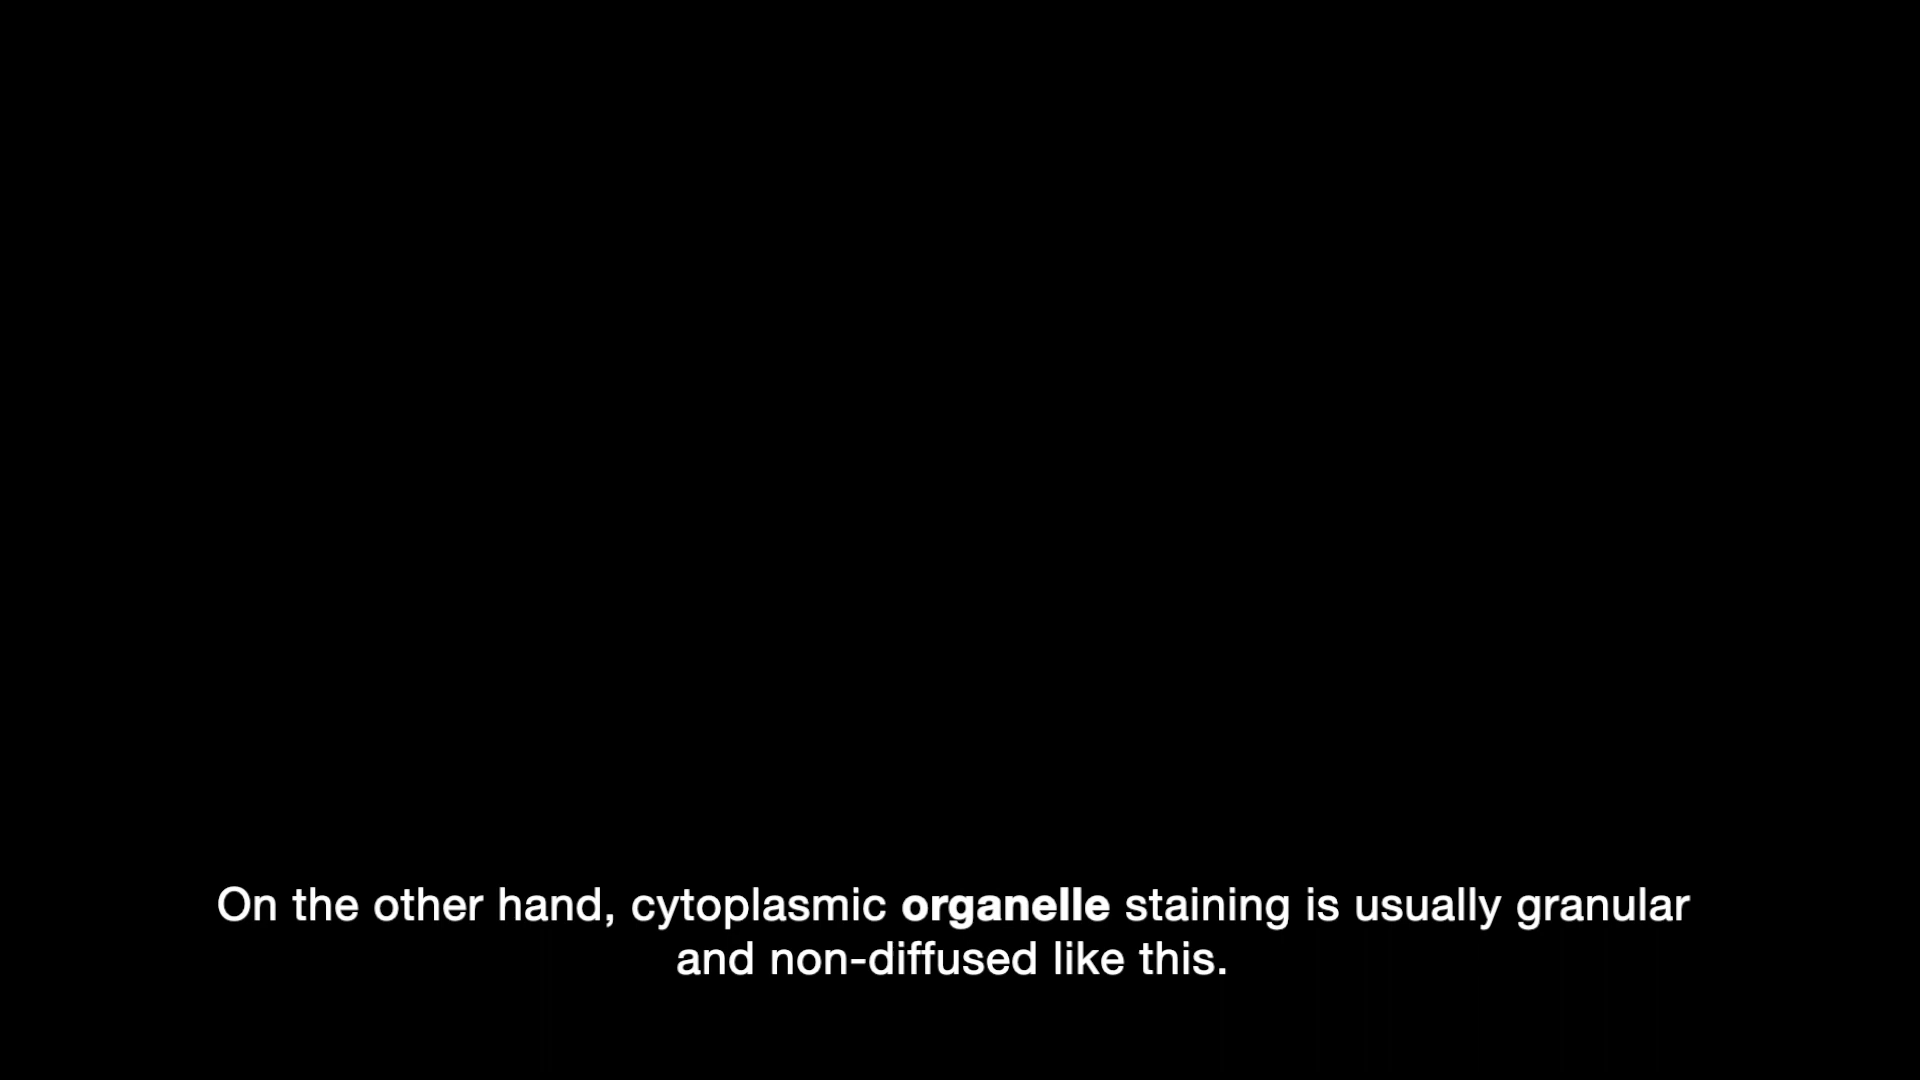 On the other hand, cytoplasmic organelle staining is usually granular
and non-diffused like this.